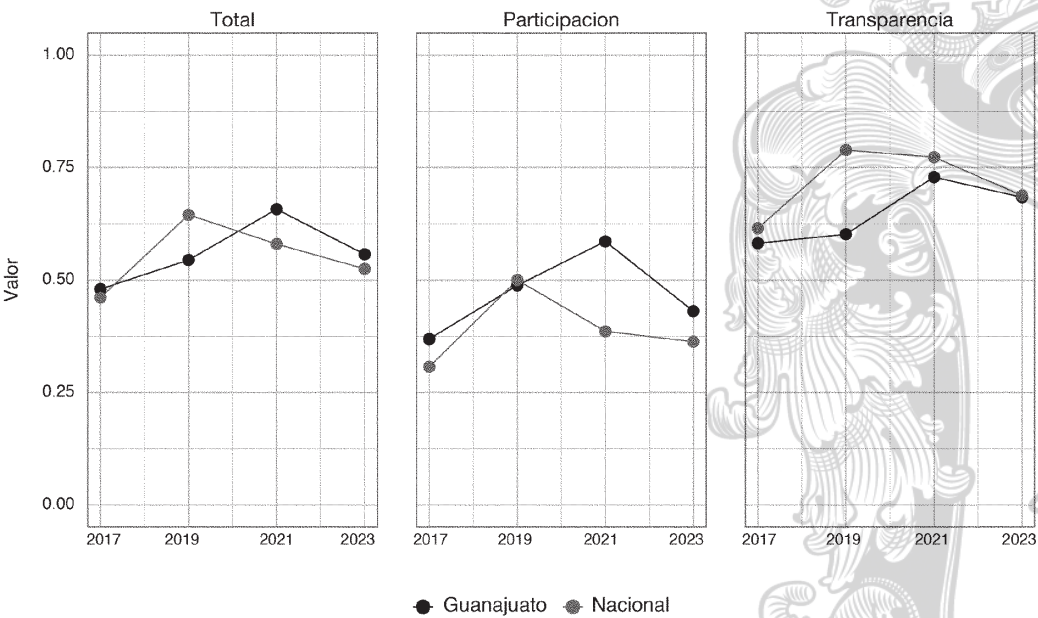 Total Participacion Transparencia
Valor
1.00
0.75
0.50
0.25
0.00
2017 2019 2021 2023 2017 2019 2021 2023 2017 2019 2021 2023
Guanajuato Nacional